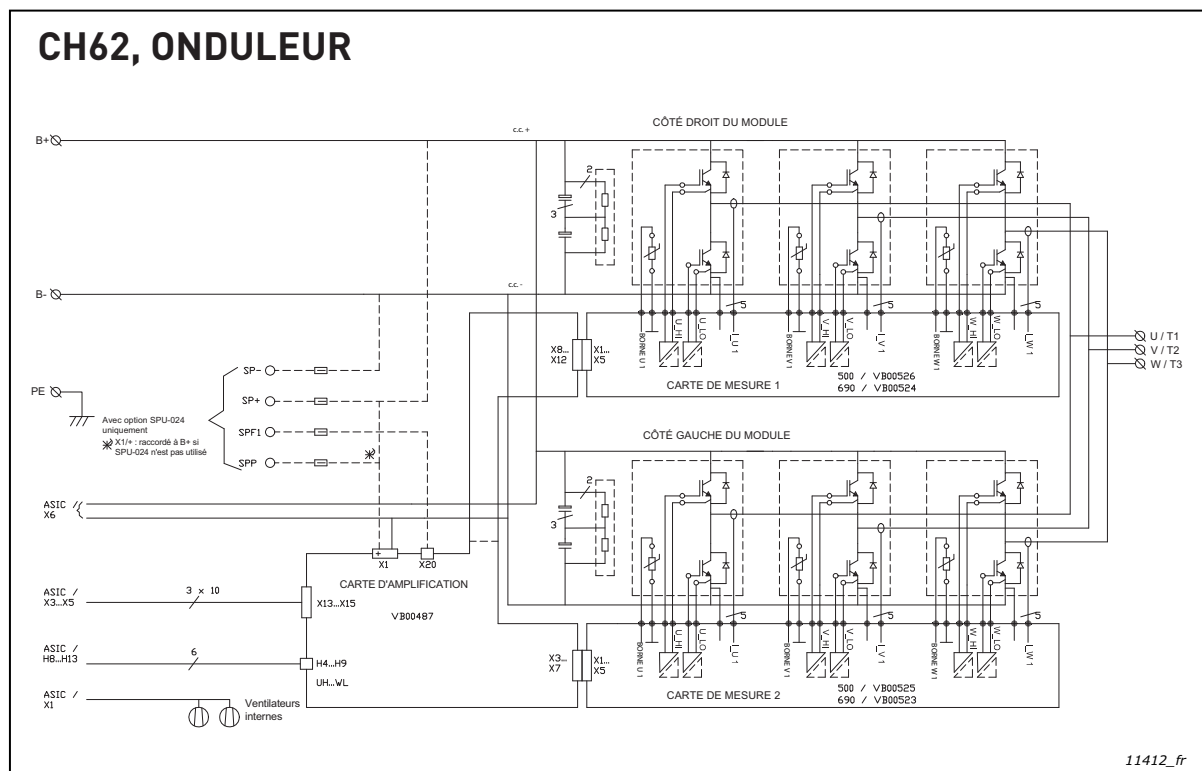 CH62, ONDULEUR
CÔTÉ DROIT DU MODULE
c.c. +
B+
2
3
B-
c.c. -
5
5
5
BORNE U 1
U_HI
U_LO
I_U 1
BORNE V 1
V_HI
V_LO
I_V 1
BORNE W 1
W_HI
W_LO
I_W 1
U / T1
V / T2
W / T3
X8...
X12
X1...
X5
CARTE DE MESURE 1
500 / VB00526
690 / VB00524
PE
SP-
SP+
SPF1
SPP
Avec option SPU-024
uniquement
X1/+ : raccordé à B+ si
SPU-024 n'est pas utilisé
CÔTÉ GAUCHE DU MODULE
2
3
ASIC /
X6
+
X1
X20
CARTE D'AMPLIFICATION
VB00487
ASIC /
X3...X5
3 x 10
X13...X15
5
5
5
BORNE U 1
U_HI
U_LO
I_U 1
BORNE V 1
V_HI
V_LO
I_V 1
BORNE W 1
W_HI
W_LO
I_W 1
ASIC /
H8...H13
6
H4...H9
UH...WL
X3...
X7
X1...
X5
CARTE DE MESURE 2
500 / VB00525
690 / VB00523
ASIC /
X1
Ventilateurs
internes
11412_fr